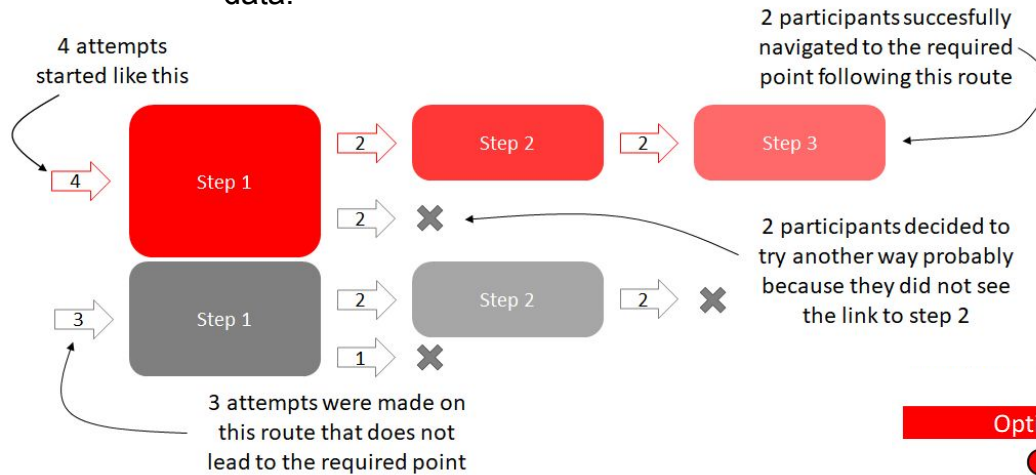 data.
4 attempts
started like this
2 participants succesfully
navigated to the required
point following this route
4
Step 1
2
Step 2
2
Step 3
2
2 participants decided to
try another way probably
because they did not see
the link to step 2
3
Step 1
2
Step 2
2
1
3 attempts were made on
this route that does not
lead to the required point
Opt